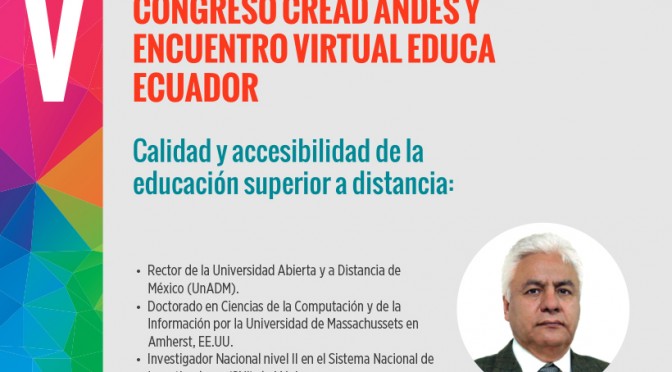 V
CONGRESO CREAD ANDES Y
ENCUENTRO VIRTUAL EDUCA
ECUADOR
Calidad y accesibilidad de la
educación superior a distancia:
• Rector de la Universidad Abierta y a Distancia de
México (UnADM).
• Doctorado en Ciencias de la Computación y de la
Información por la Universidad de Massachussets en
Amherst, EE.UU.
• Investigador Nacional nivel II en el Sistema Nacional de